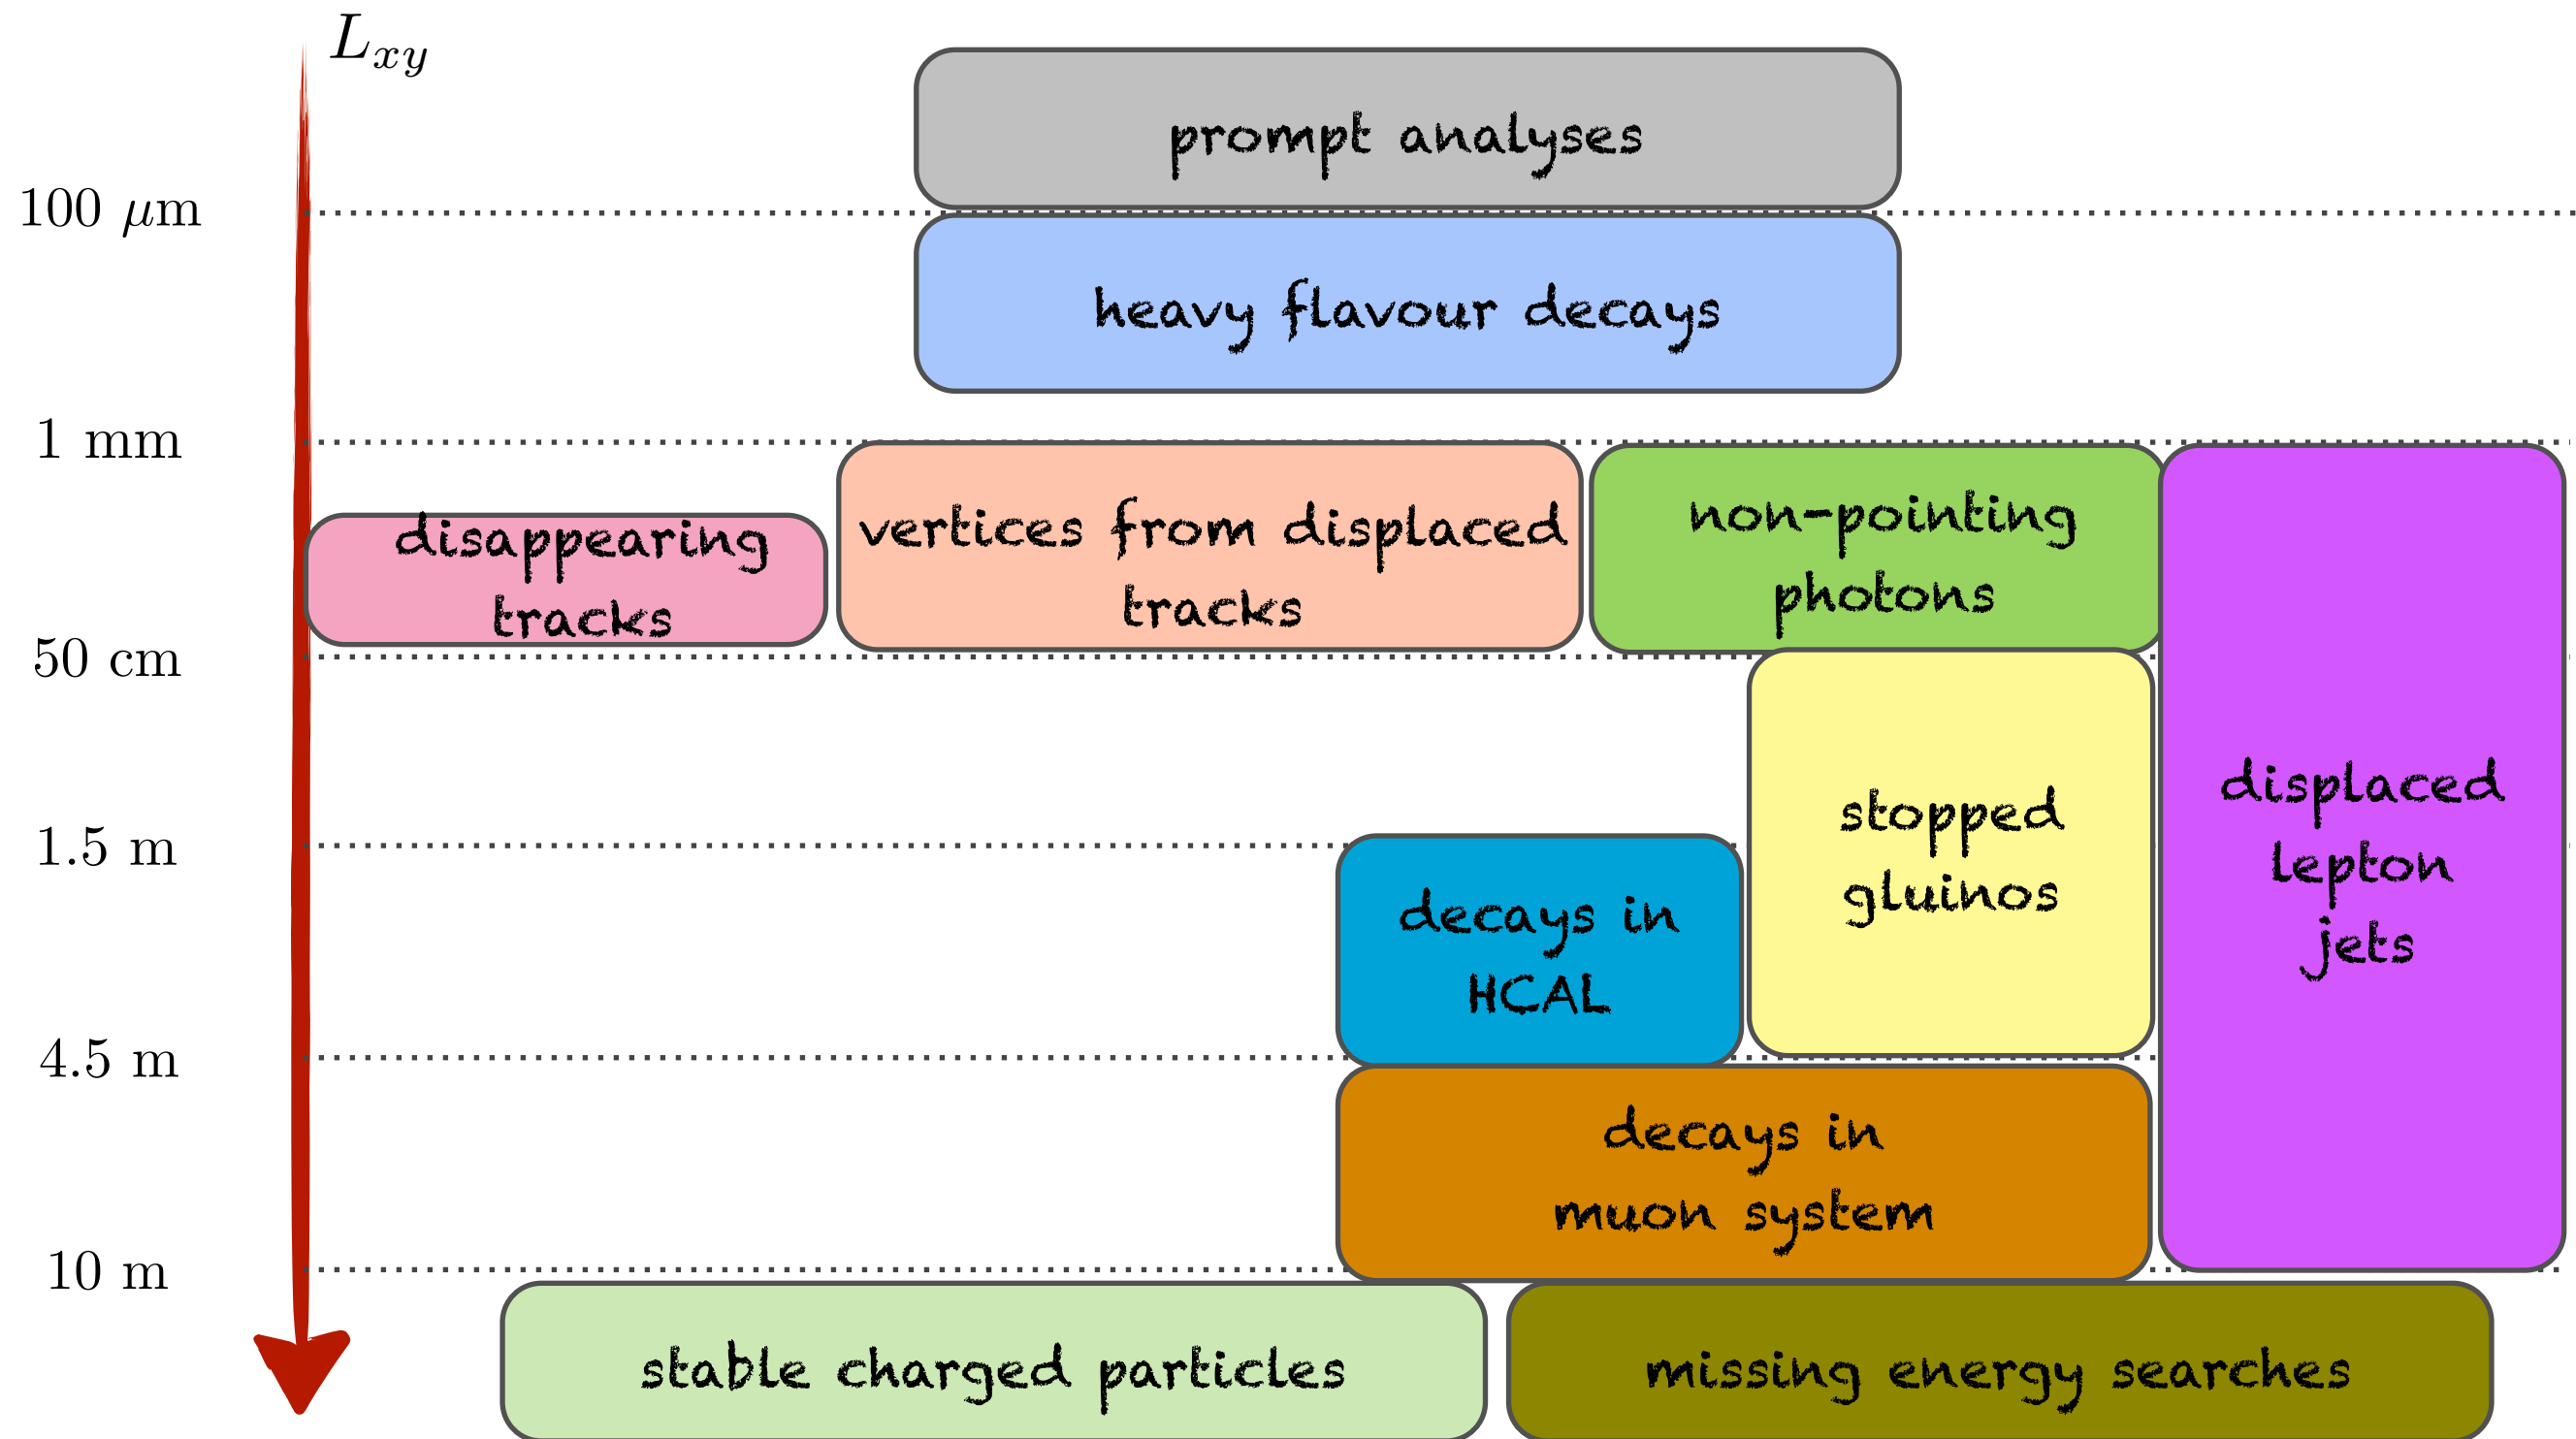 L_{xy}
prompt analyses
100 μm
heavy flavour decays
1 mm
disappearing
tracks
vertices from displaced
tracks
non-pointing
photons
50 cm
stopped
gluinos
displaced
lepton
jets
1.5 m
decays in
HCAL
4.5 m
decays in
muon system
10 m
stable charged particles
missing energy searches